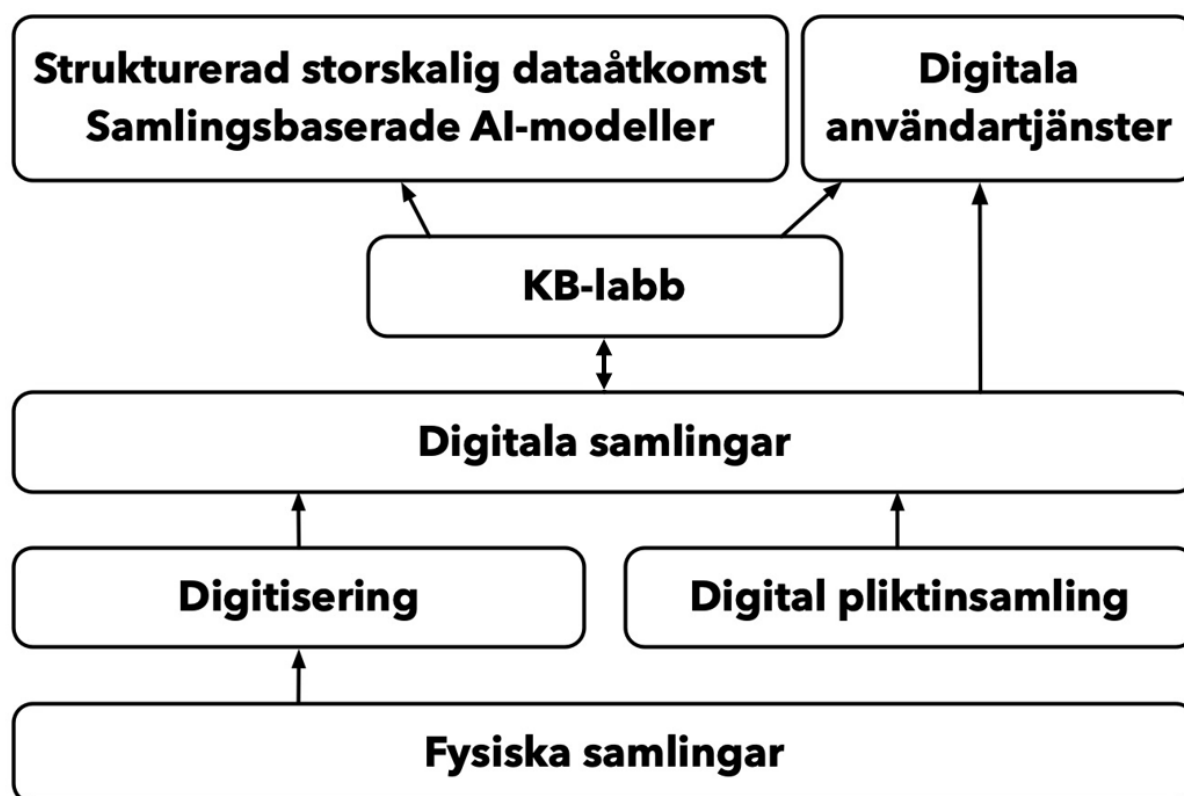 Strukturerad storskalig dataåtkomst
Samlingsbaserade AI-modeller
Digitala
användartjänster
KB-labb
Digitala samlingar
Digitisering
Digital pliktinsamling
Fysiska samlingar